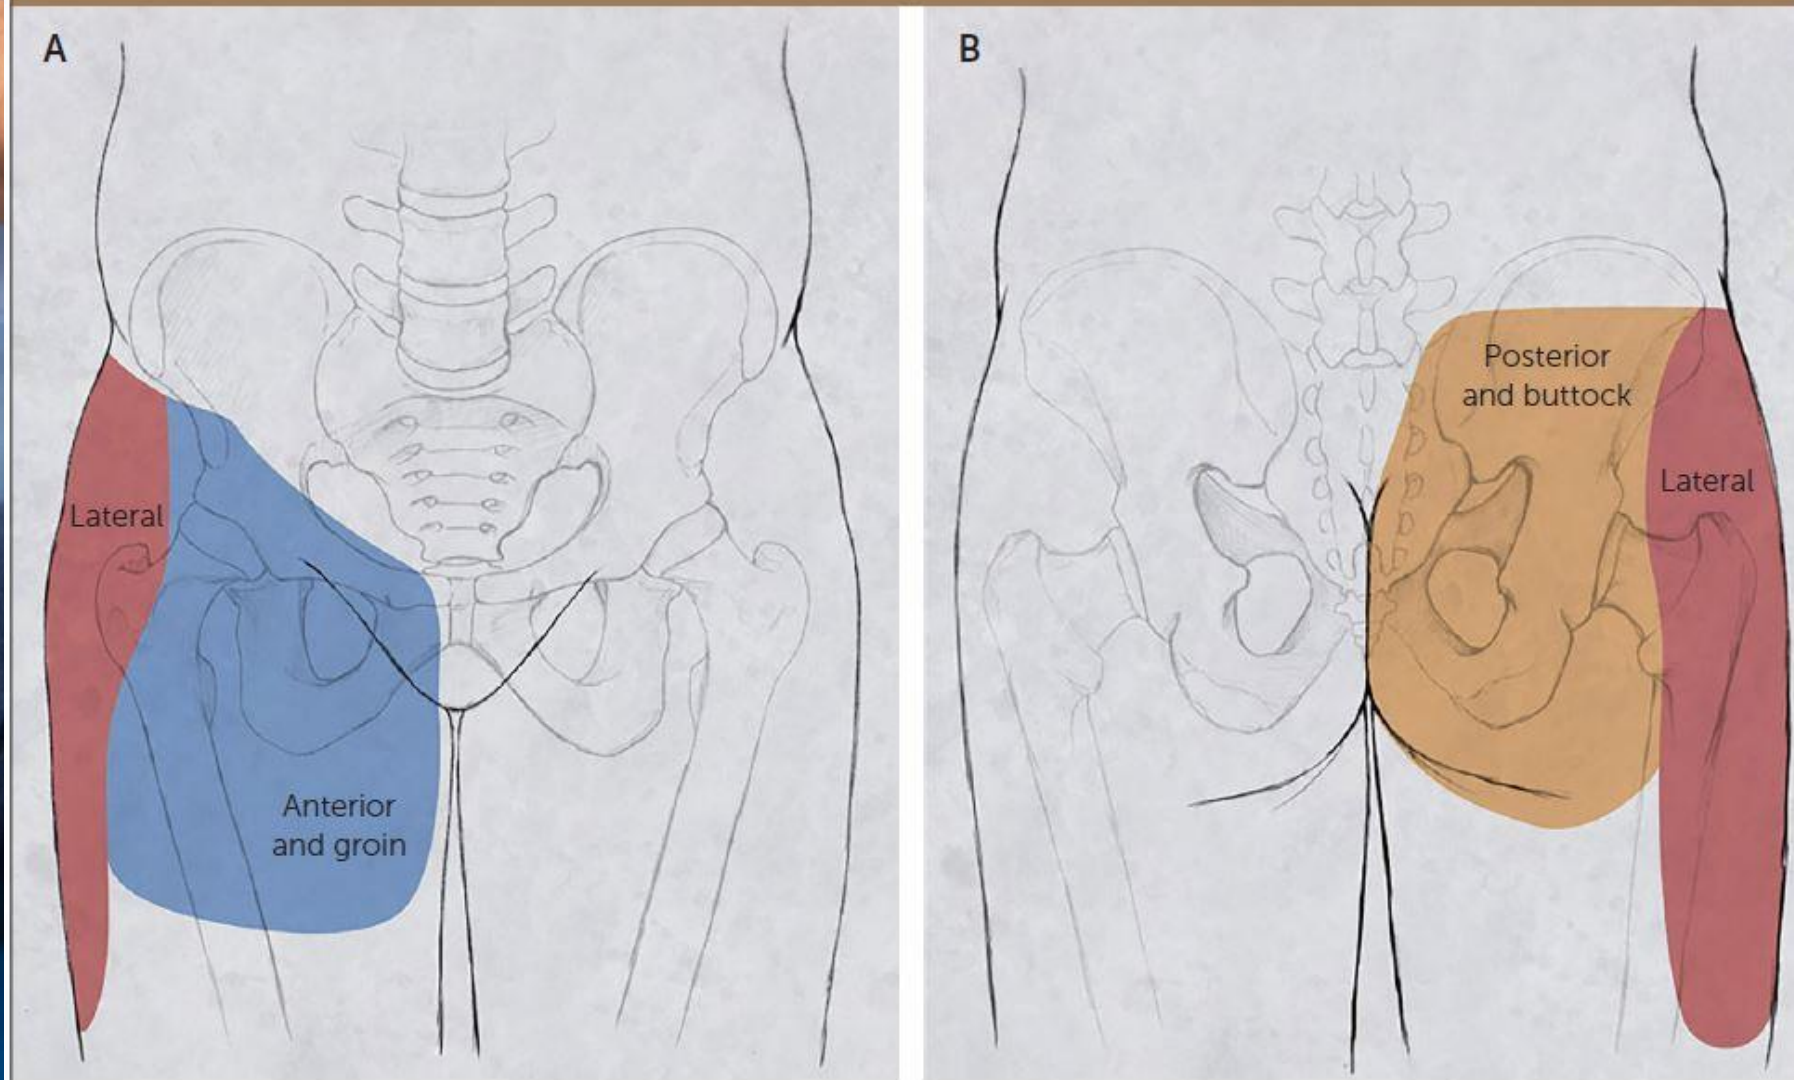 A
Lateral
Anterior
and groin
B
Posterior
and buttock
Lateral